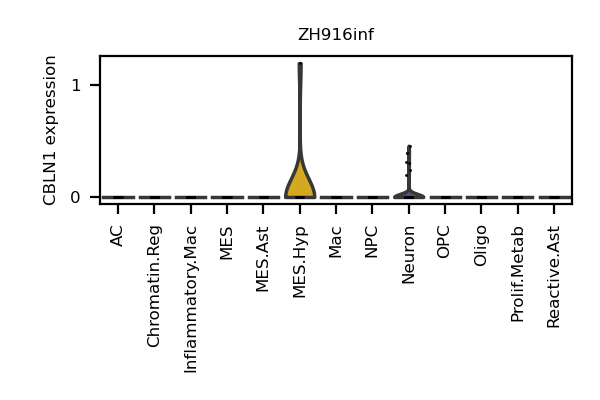 ZH916inf
CBLN1 expression
1
0
AC
Chromatin.Reg
Inflammatory.Mac
MES
MES.Ast
MES.Hyp
Mac
NPC
Neuron
OPC
Oligo
Prolif.Metab
Reactive.Ast